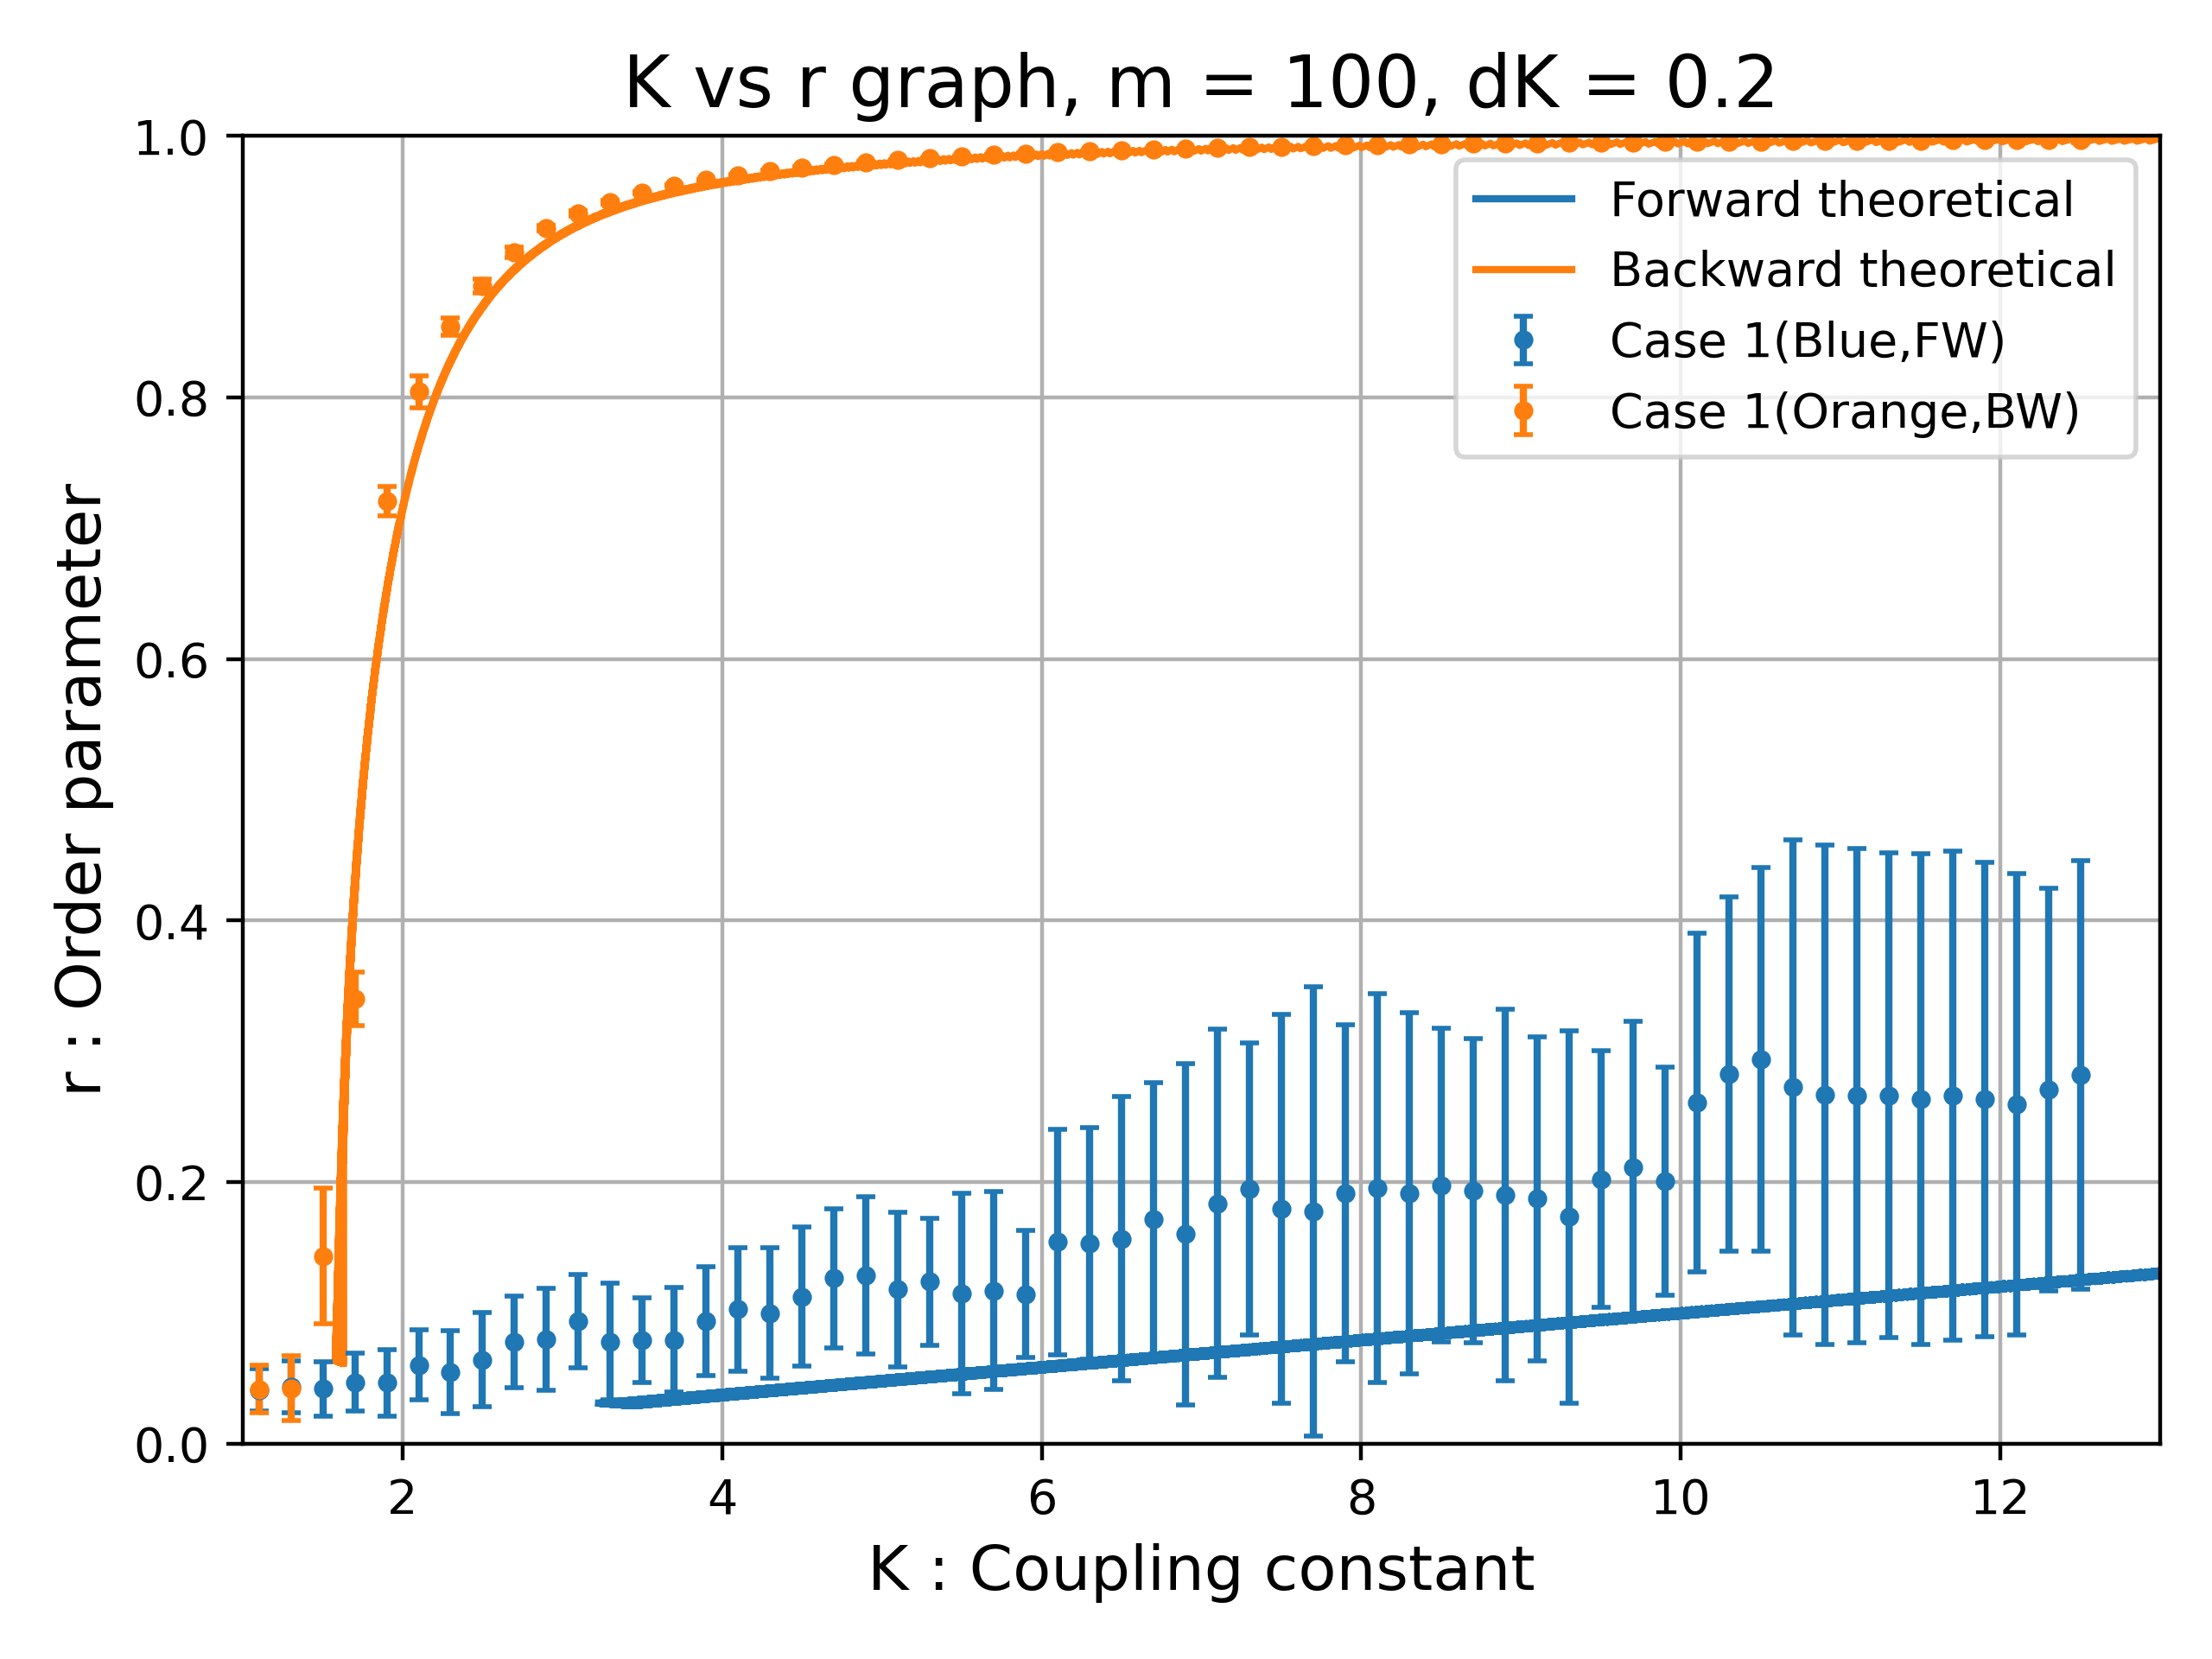 K vs r graph, m = 100, dK = 0.2
1.0
0.8
0.6
0.4
0.2
0.0
r : Order parameter
Forward theoretical
Backward theoretical
Case 1(Blue,FW)
Case 1(Orange,BW)
2 4 6 8 10 12
K : Coupling constant